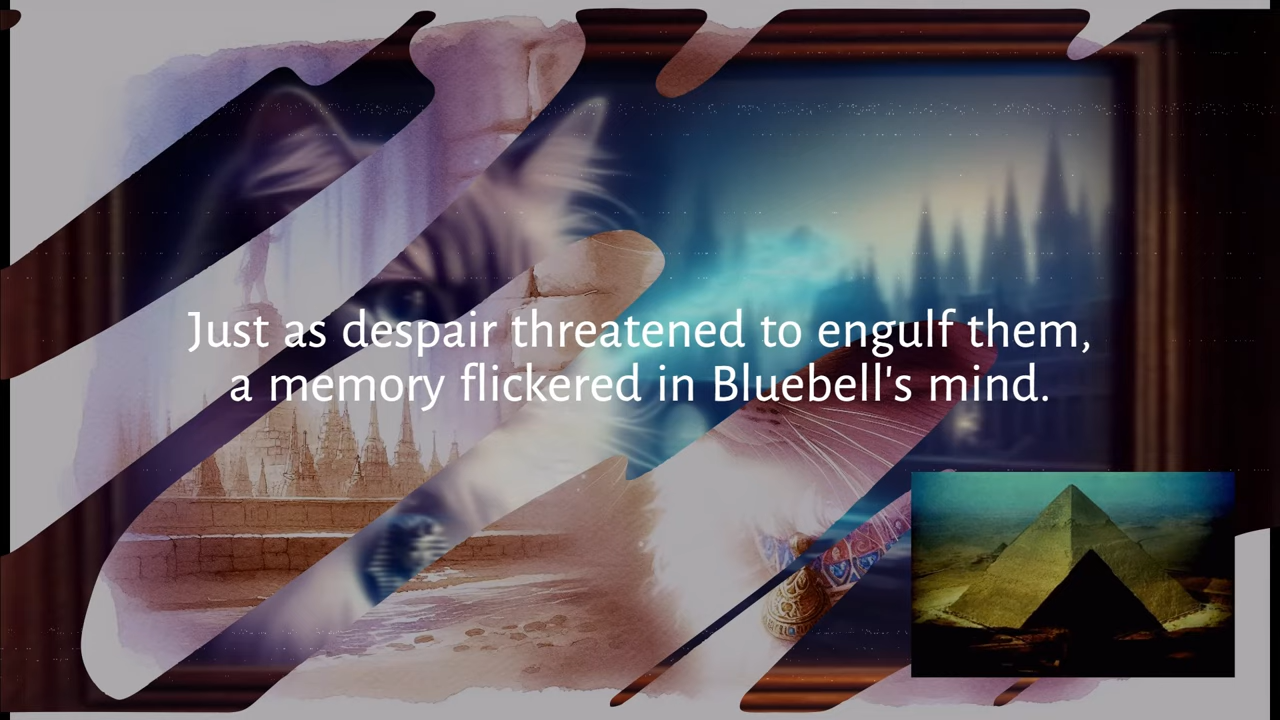 Just as despair threatened to engulf them,
a memory flickered in Bluebell's mind.